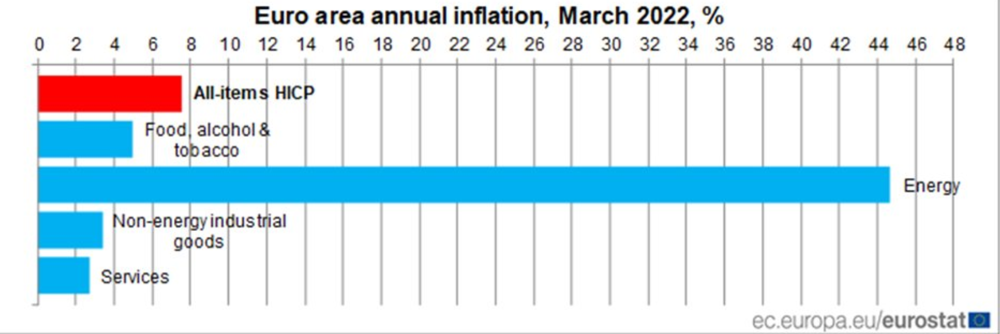 Euro area annual inflation, March 2022, %
0 2 4 6 8 10 12 14 16 18 20 22 24 26 28 30 32 34 36 38 40 42 44 46 48
All-items HICP
Food, alcohol &
tobacco
Energy
Non-energy industrial
goods
Services
ec.europa.eu/eurostat